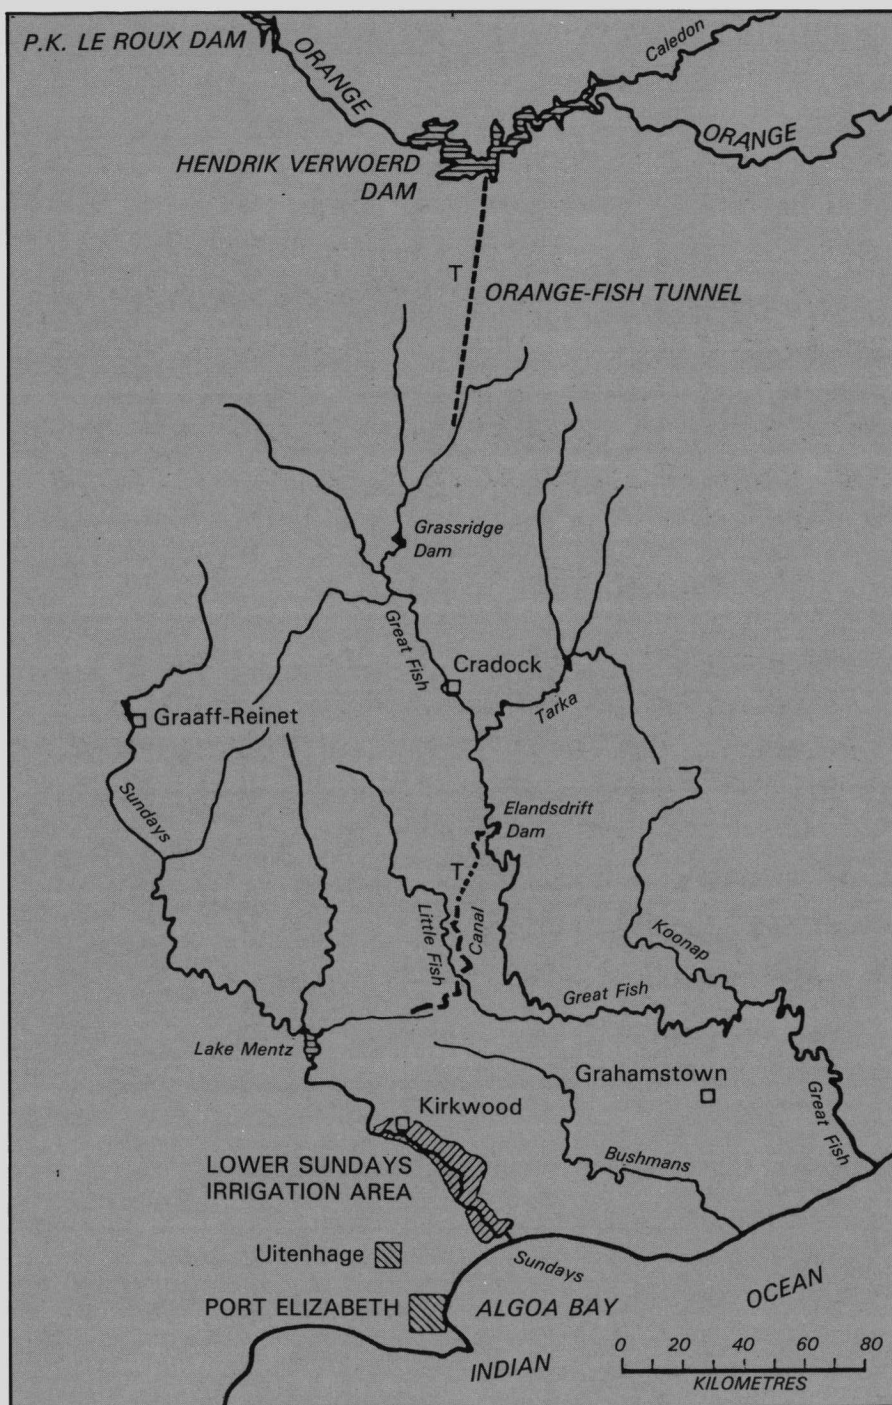 P.K. LE ROUX DAM
ORANGE
Caledon
ORANGE
HENDRIK VERWOERD
DAM
T
ORANGE-FISH TUNNEL
Grassridge
Dam
Great Fish
Cradock
Tarka
Graaff-Reinet
Sundays
Elandsdrift
Dam
T
Little Fish
Canal
Koonap
Great Fish
Lake Mentz
Grahamstown
Kirkwood
Great Fish
LOWER SUNDAYS
IRRIGATION AREA
Bushmans
Uitenhage
Sundays
PORT ELIZABETH
ALGOA BAY
OCEAN
INDIAN
0 20 40 60 80
KILOMETRES